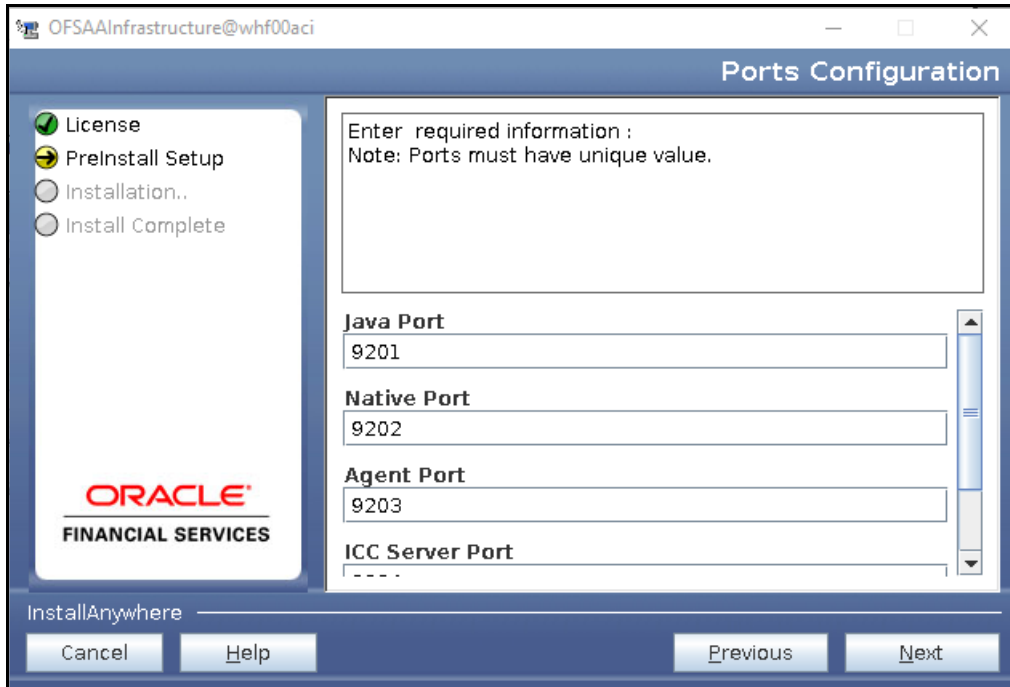 OFSAAInfrastructure@whf00aci
Ports Configuration
License
PreInstall Setup
Installation..
Install Complete
ORACLE
FINANCIAL SERVICES
Enter  required information :
Note: Ports must have unique value.
Java Port
9201
Native Port
9202
Agent Port
9203
ICC Server Port
InstallAnywhere
Cancel
Help
Previous
Next